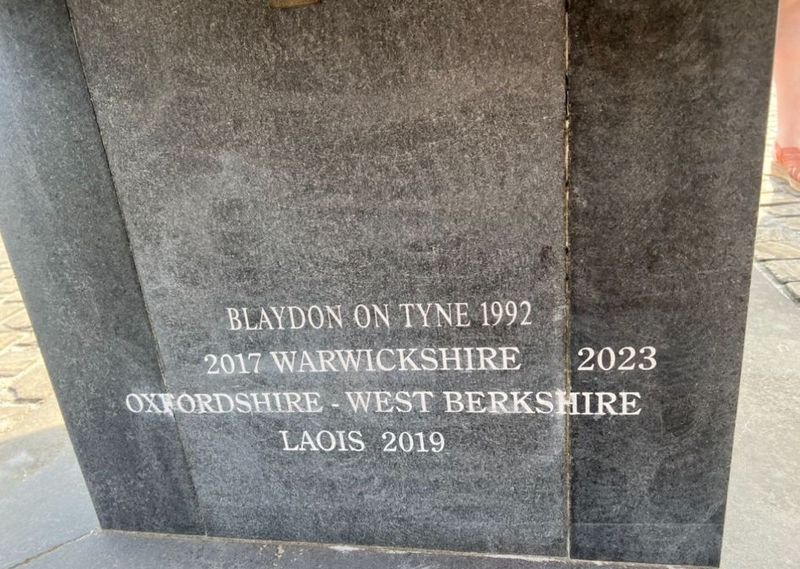 BLAYDON ON TYNE 1992
2017 WARWICKSHIRE 2023
OXFORDSHIRE - WEST BERKSHIRE
LAOIS 2019